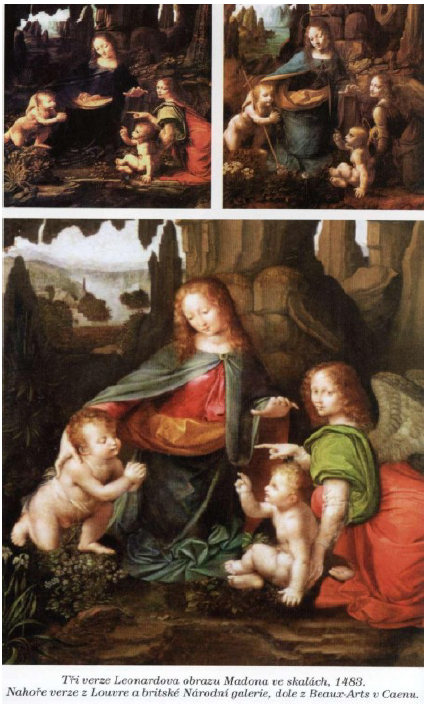 Tři verze Leonardova obrazu Madona ve skalách, 1483.
Nahoře verze z Louvre a britské Národní galerie, dole z Beaux-Arts v Caenu.